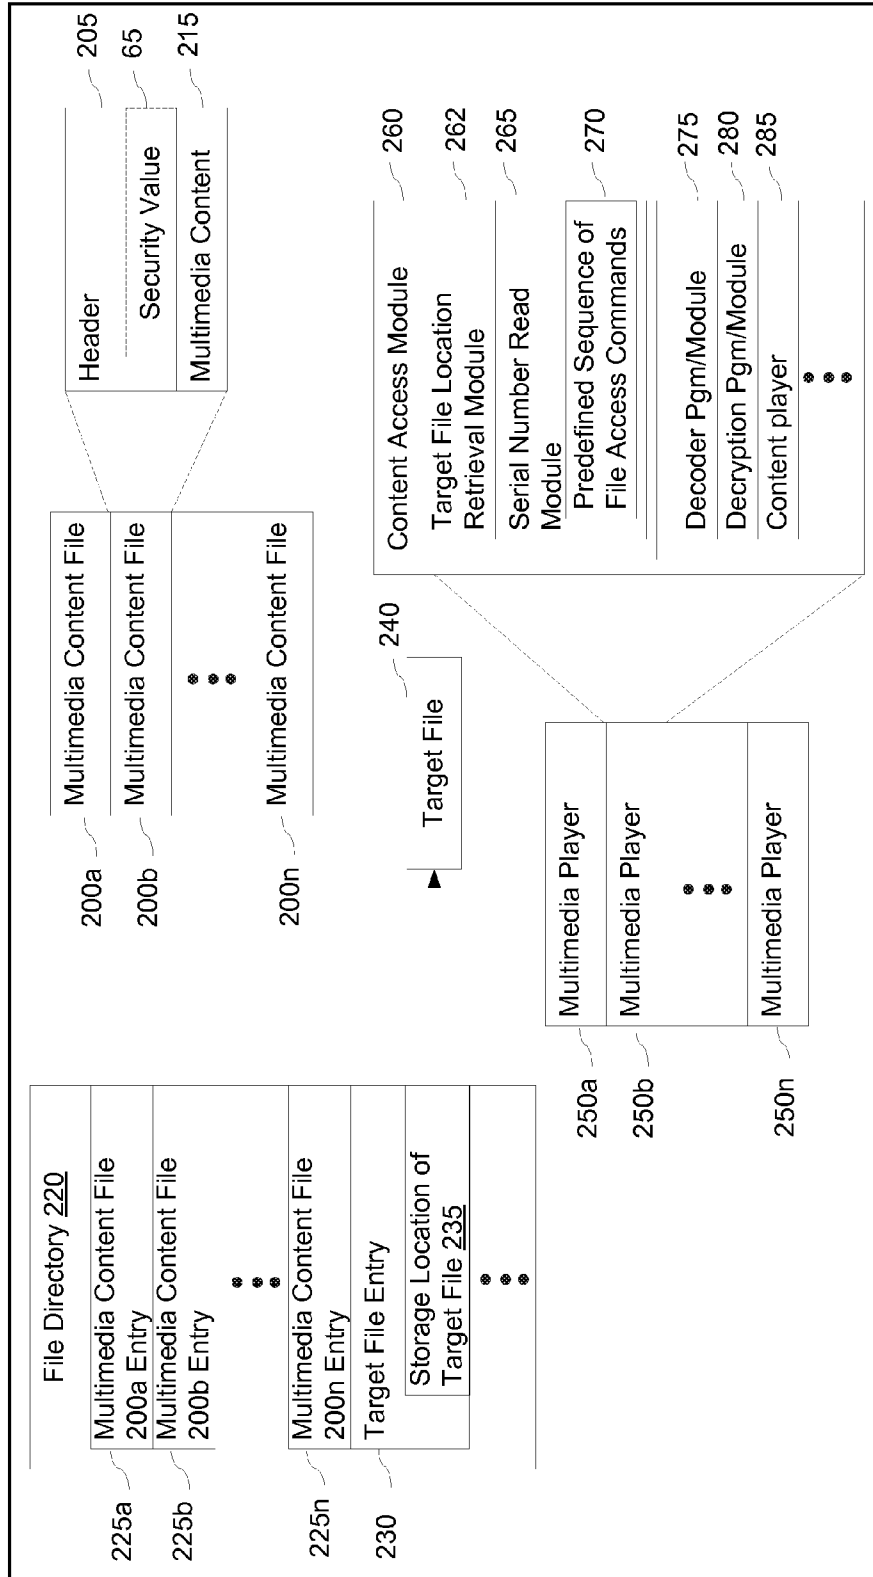 File Directory 220
225a
Multimedia Content File
200a Entry
225b
Multimedia Content File
200b Entry
225n
Multimedia Content File
200n Entry
230
Target File Entry
Storage Location of
Target File 235
200a
Multimedia Content File
200b
Multimedia Content File
200n
Multimedia Content File
Header
205
Security Value
65
Multimedia Content
215
Target File
240
250a
Multimedia Player
250b
Multimedia Player
250n
Multimedia Player
Content Access Module
260
Target File Location
Retrieval Module
262
Serial Number Read
Module
265
Predefined Sequence of
File Access Commands
270
Decoder Pgm/Module
275
Decryption Pgm/Module
280
Content player
285